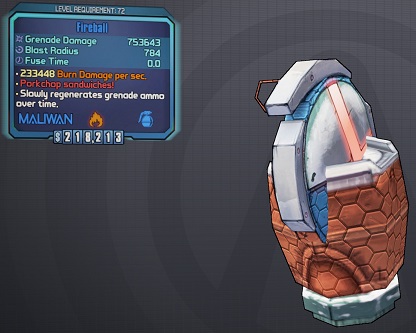 LEVEL REQUIREMENT: 72
Fireball
Grenade Damage 753643
Blast Radius 784
Fuse Time 0.0
• 233448 Burn Damage per sec.
• Porkchop sandwiches!
• Slowly regenerates grenade ammo
over time.
MALIWAN
$ 218,213